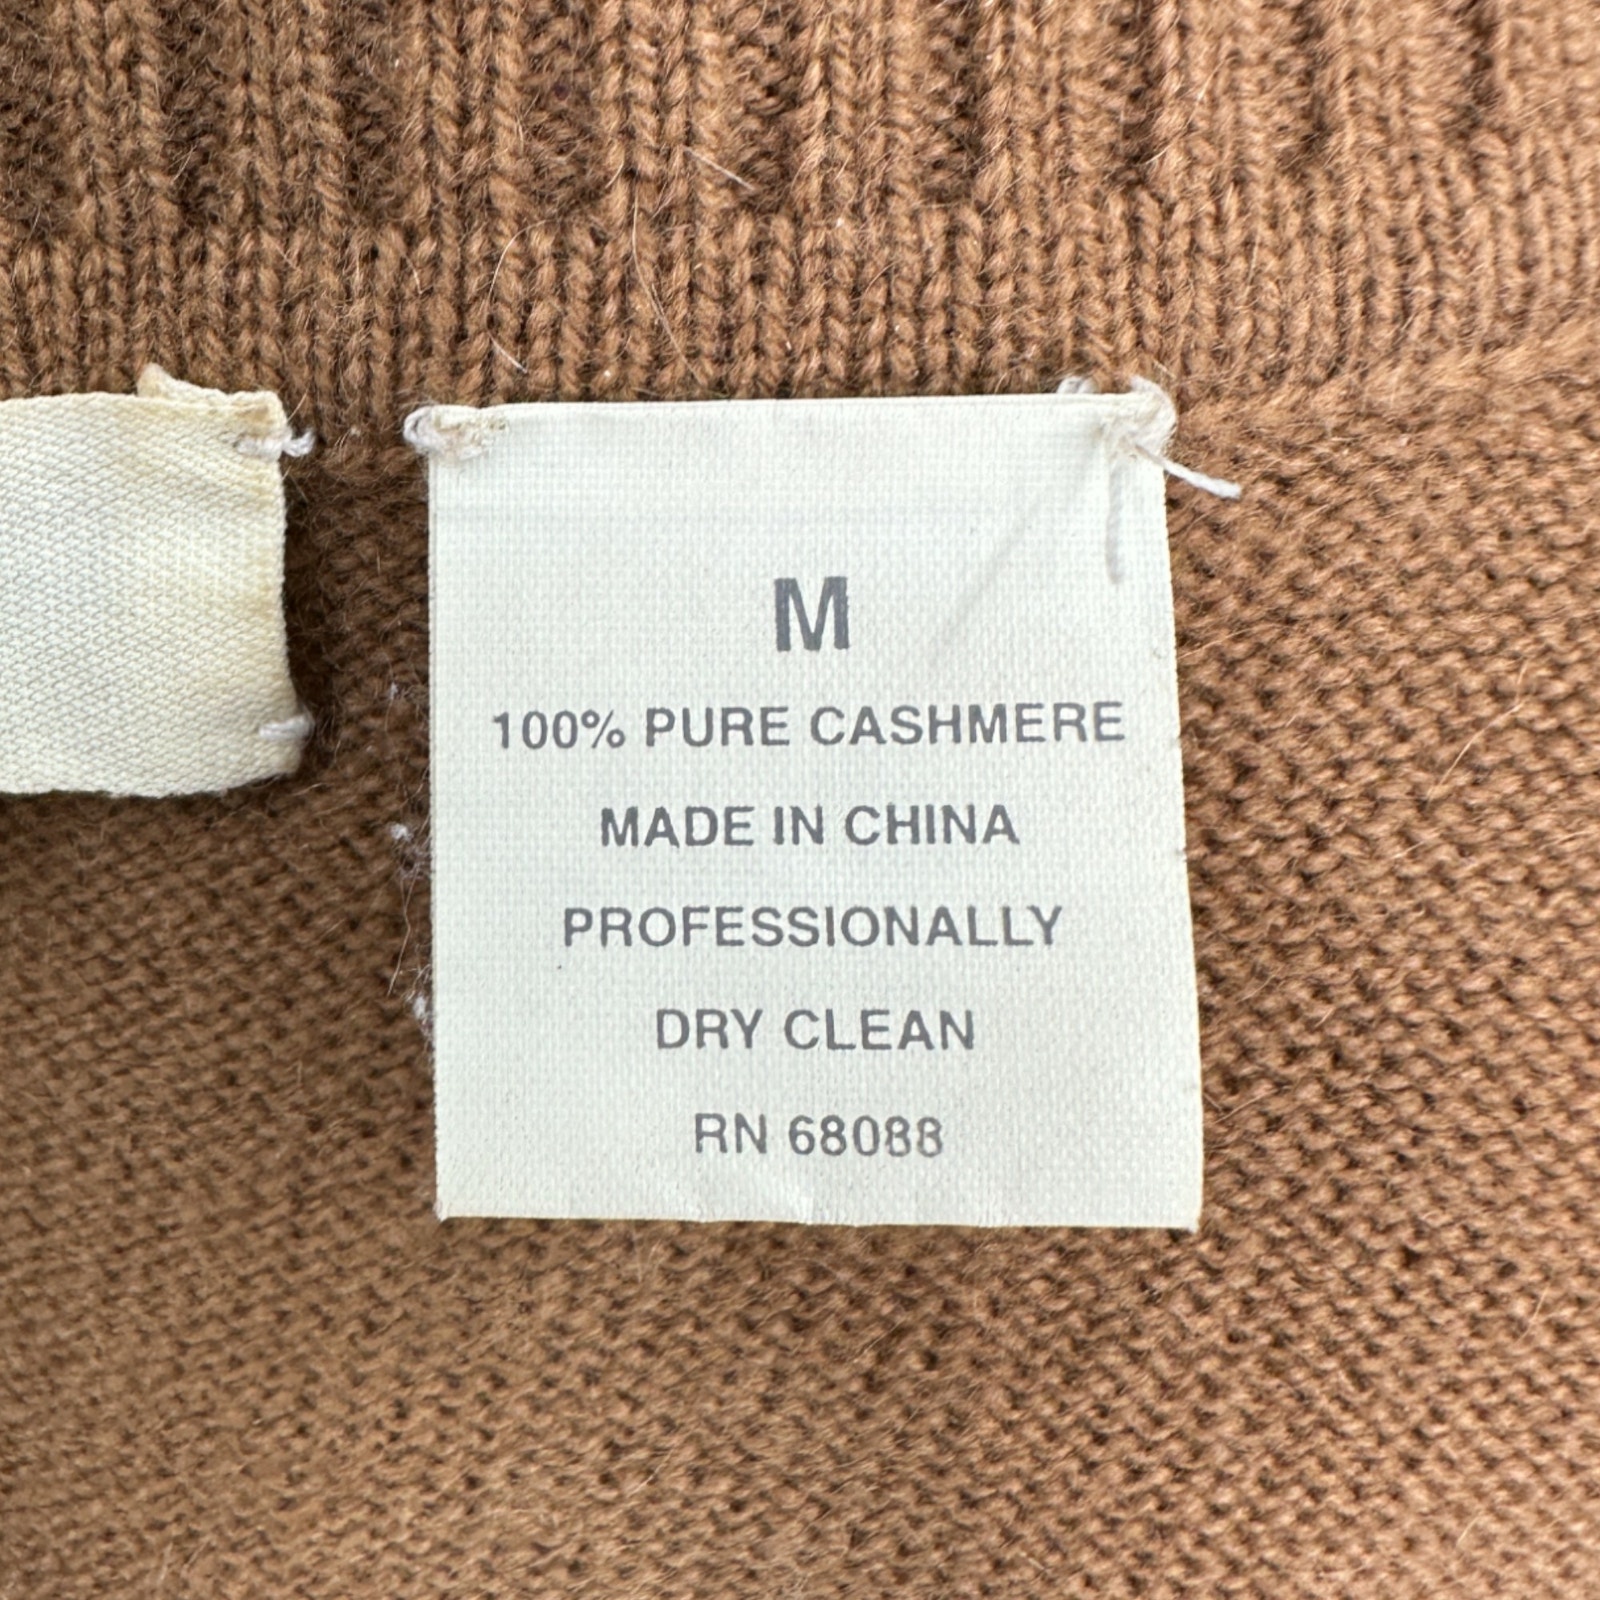 M
100% PURE CASHMERE
MADE IN CHINA
PROFESSIONALLY
DRY CLEAN
RN 68088